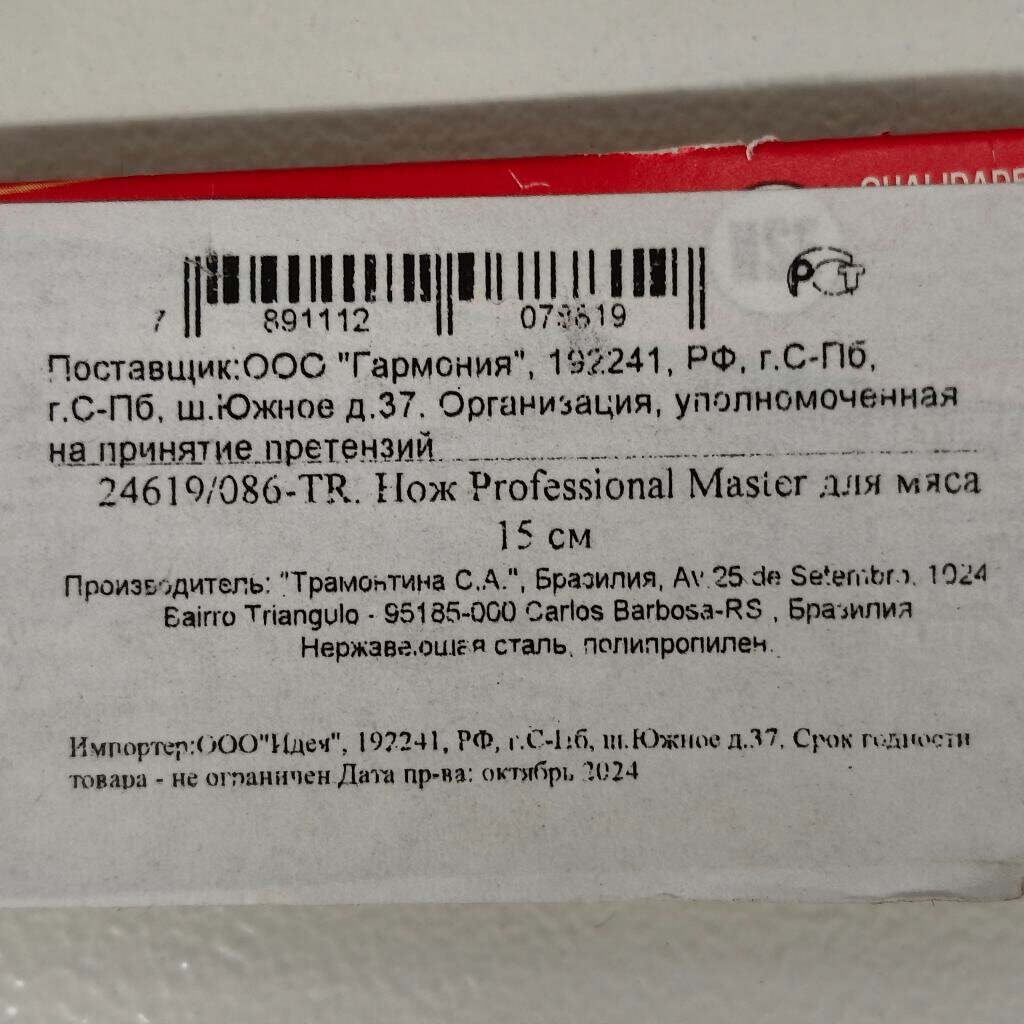 QUALIDADE
РСТ
7 891112
Поставщик:ООО "Гармония", 192241, РФ, г.С-Пб,
г.С-Пб, ш.Южное д.37. Организация, уполномоченная
на принятие претензий
24619/086-TR. Нож Professional Master для мяса
15 см
Производитель: "Трамонтина С.А.", Бразилия, Av.25 de Setembro, 1024
Bairro Triangulo - 95185-000 Carlos Barbosa-RS , Бразилия
Нержавеющая сталь, полипропилен.
Импортер:ООО"Идея", 192241, РФ, г.С-Пб, ш.Южное д.37. Срок годности
товара - не ограничен.Дата пр-ва: октябрь 2024